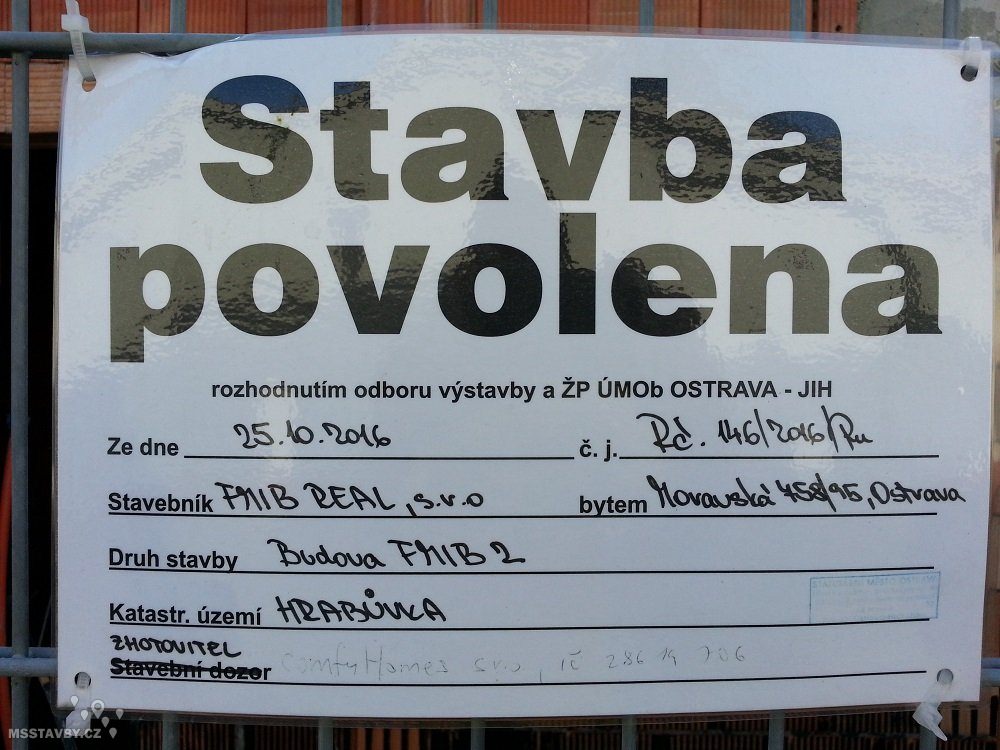 Stavba
povolena
rozhodnutím odboru výstavby a ŽP ÚMOb OSTRAVA - JIH
Ze dne 25.10.2016 č. j. Rč. 146/2016/Ru
Stavebník FMIB REAL, s.r.o bytem Moravská 758/95, Ostrava
Druh stavby Budova FMIB 2
Katastr. území HRABŮVKA
ZHOTOVITEL
Stavební dozor ComfyHomes s.r.o, ič 286 19 706
MSSTAVBY.CZ